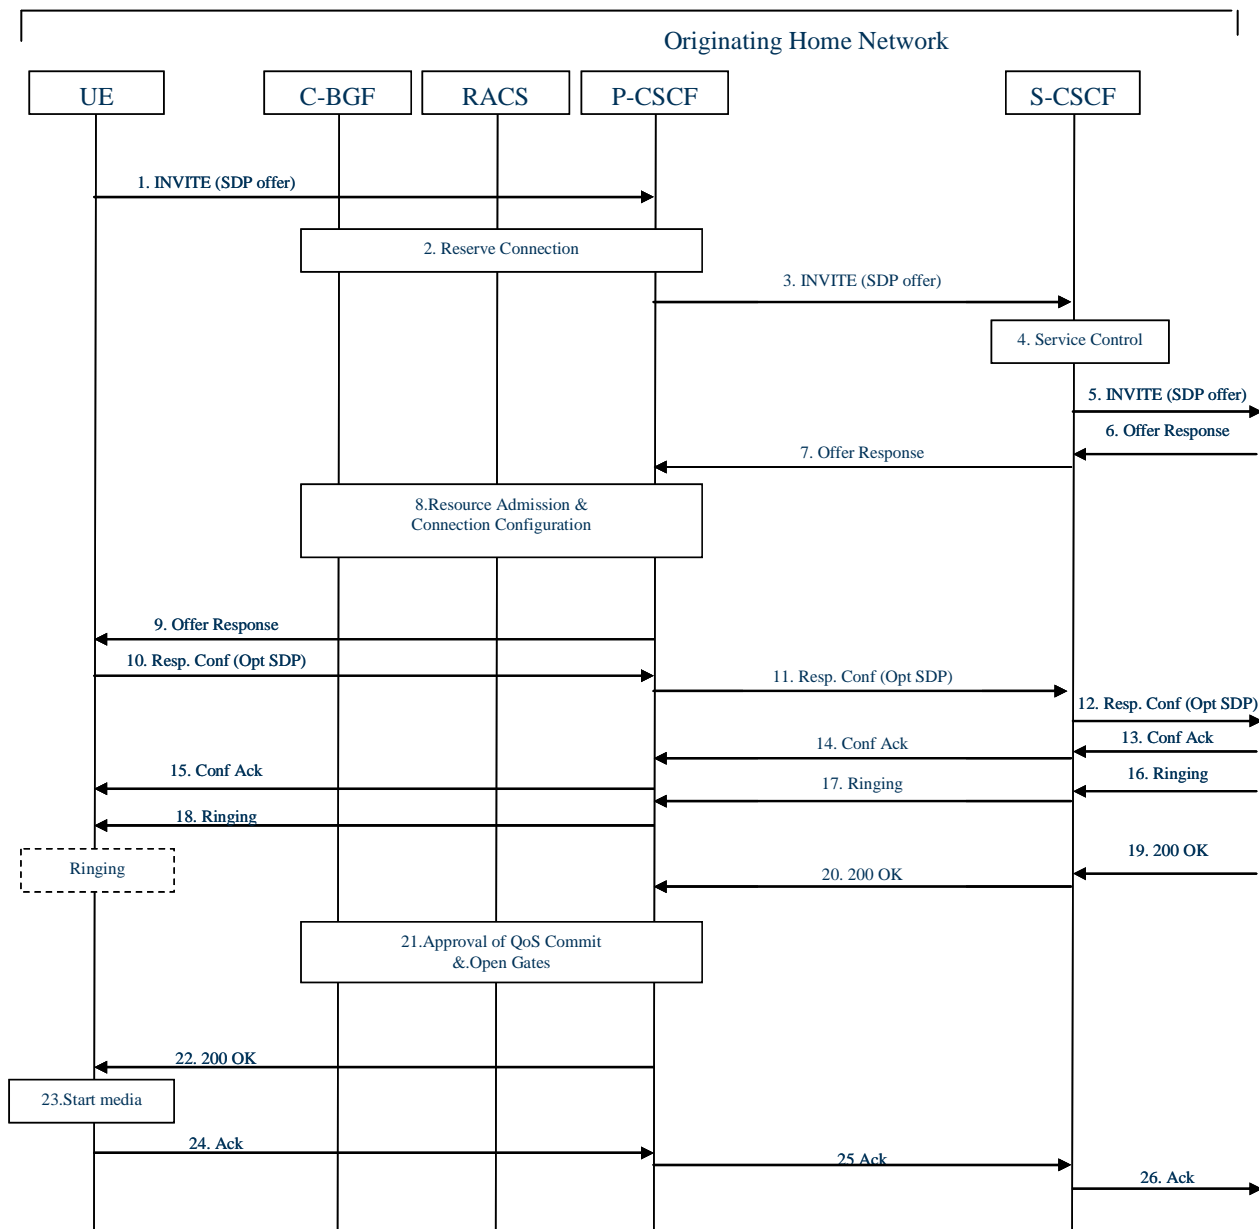 Originating Home Network
UE
C-BGF
RACS
P-CSCF
S-CSCF
1. INVITE (SDP offer)
2. Reserve Connection
3. INVITE (SDP offer)
4. Service Control
5. INVITE (SDP offer)
6. Offer Response
7. Offer Response
8.Resource Admission &
Connection Configuration
9. Offer Response
10. Resp. Conf (Opt SDP)
11. Resp. Conf (Opt SDP)
12. Resp. Conf (Opt SDP)
13. Conf Ack
14. Conf Ack
15. Conf Ack
16. Ringing
17. Ringing
18. Ringing
Ringing
19. 200 OK
20. 200 OK
21.Approval of QoS Commit
&.Open Gates
22. 200 OK
23.Start media
24. Ack
25 Ack
26. Ack